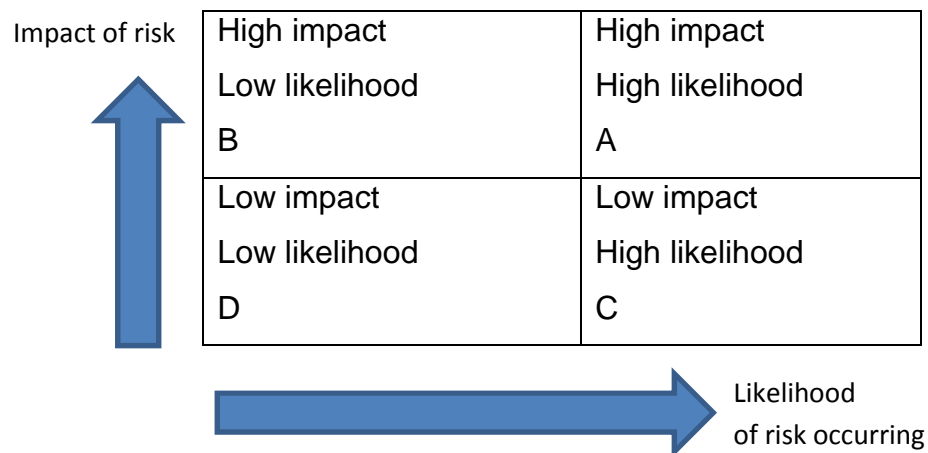 Impact of risk
High impact
Low likelihood
B
High impact
High likelihood
A
Low impact
Low likelihood
D
Low impact
High likelihood
C
Likelihood
of risk occurring